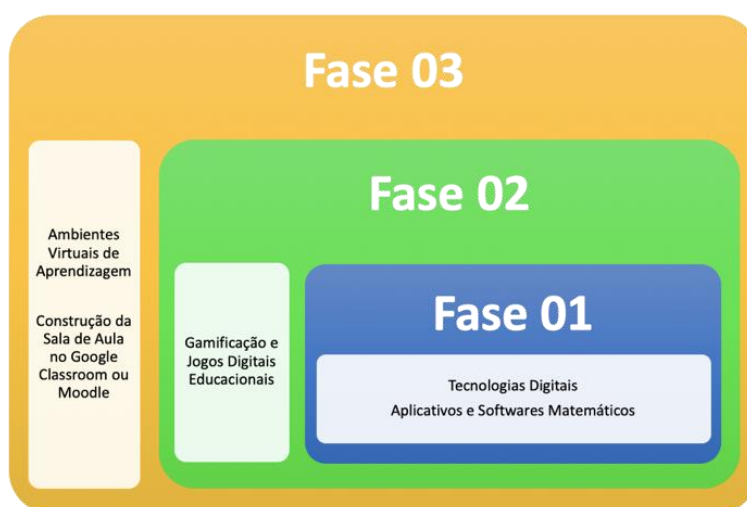 Fase 03
Ambientes
Virtuais de
Aprendizagem
Construção da
Sala de Aula
no Google
Classroom ou
Moodle
Fase 02
Gamificação e
Jogos Digitais
Educacionais
Fase 01
Tecnologias Digitais
Aplicativos e Softwares Matemáticos